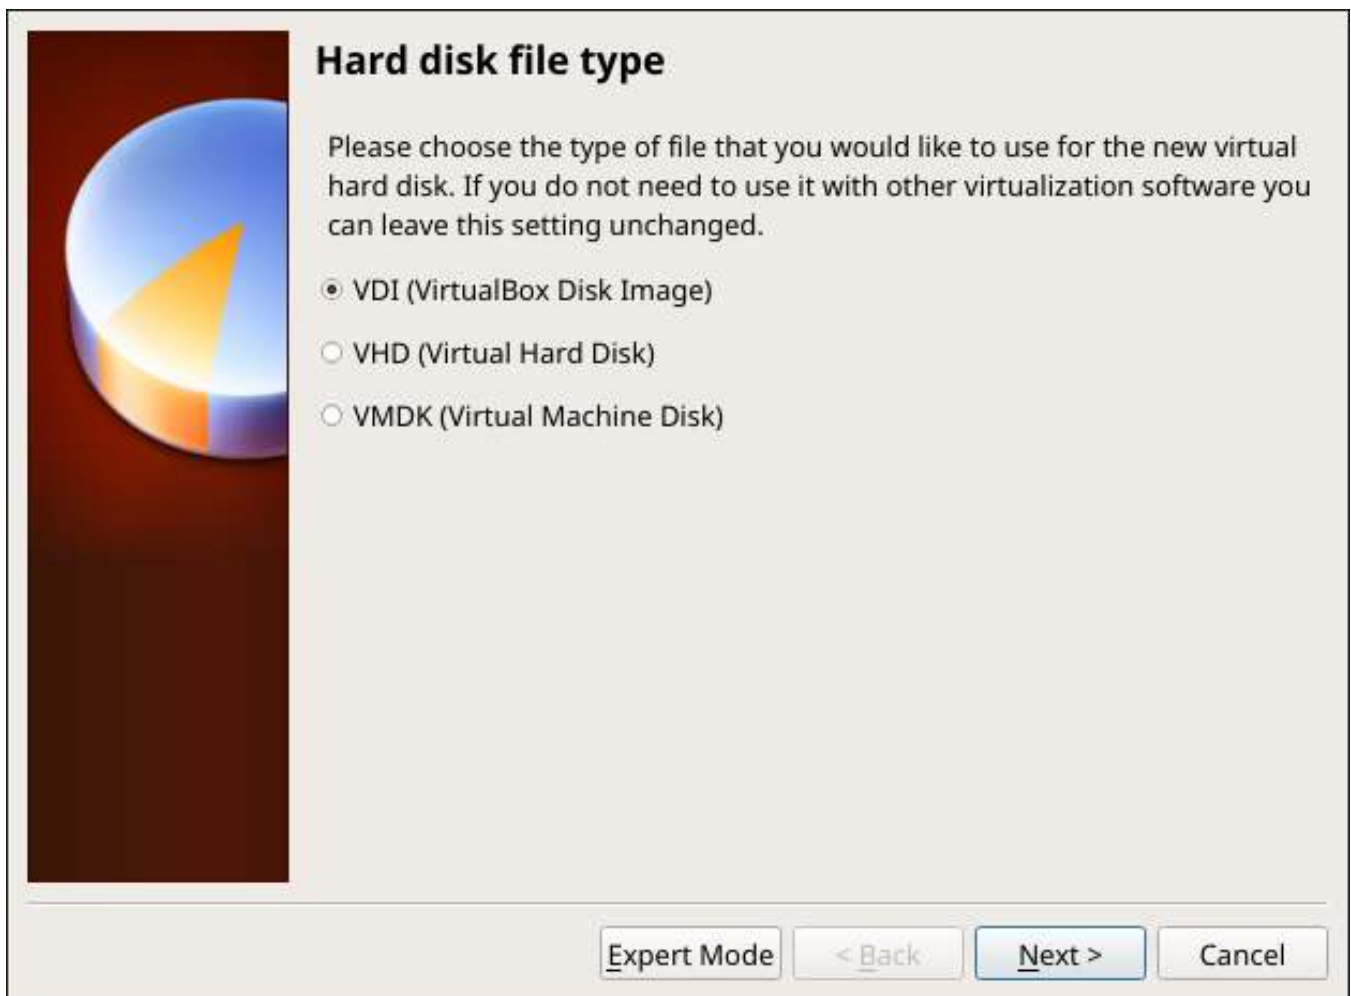 Hard disk file type
Please choose the type of file that you would like to use for the new virtual
hard disk. If you do not need to use it with other virtualization software you
can leave this setting unchanged.
VDI (VirtualBox Disk Image)
VHD (Virtual Hard Disk)
VMDK (Virtual Machine Disk)
Expert Mode
< Back
Next >
Cancel